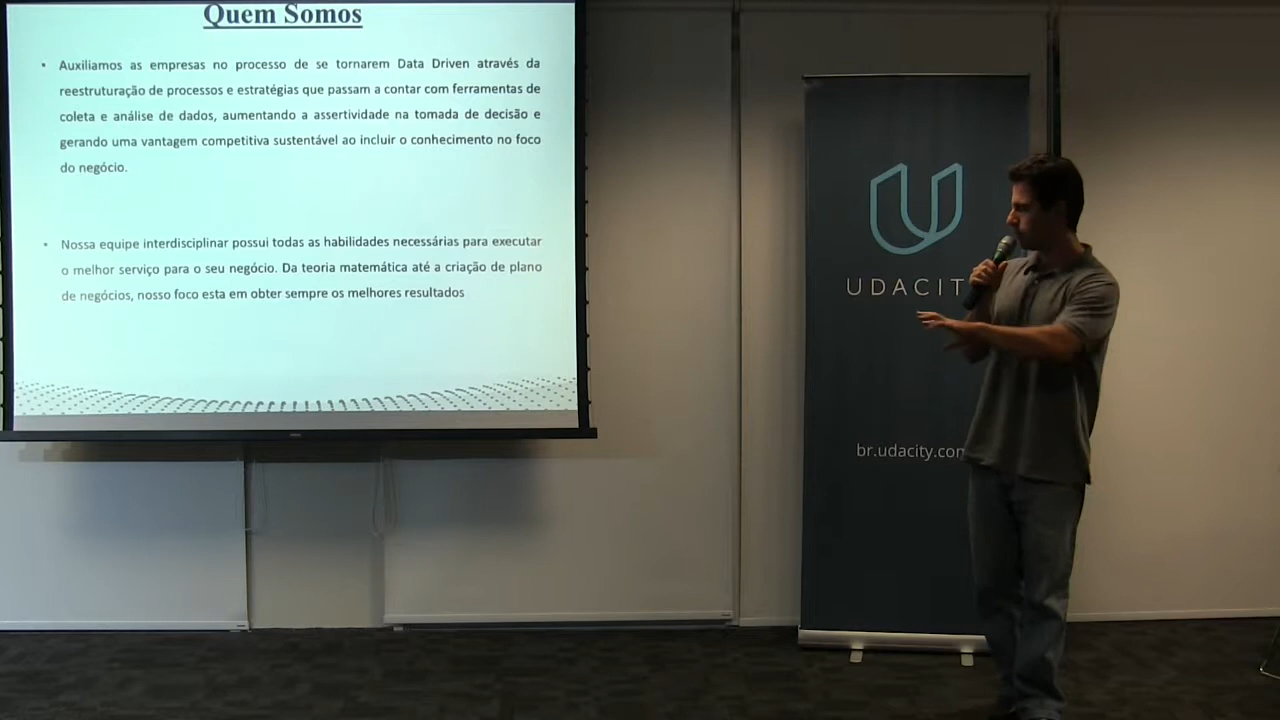 Quem Somos
• Auxiliamos as empresas no processo de se tornarem Data Driven através da
reestruturação de processos e estratégias que passam a contar com ferramentas de
coleta e análise de dados, aumentando a assertividade na tomada de decisão e
gerando uma vantagem competitiva sustentável ao incluir o conhecimento no foco
do negócio.
• Nossa equipe interdisciplinar possui todas as habilidades necessárias para executar
o melhor serviço para o seu negócio. Da teoria matemática até a criação de plano
de negócios, nosso foco esta em obter sempre os melhores resultados
UDACIT
br.udacity.com